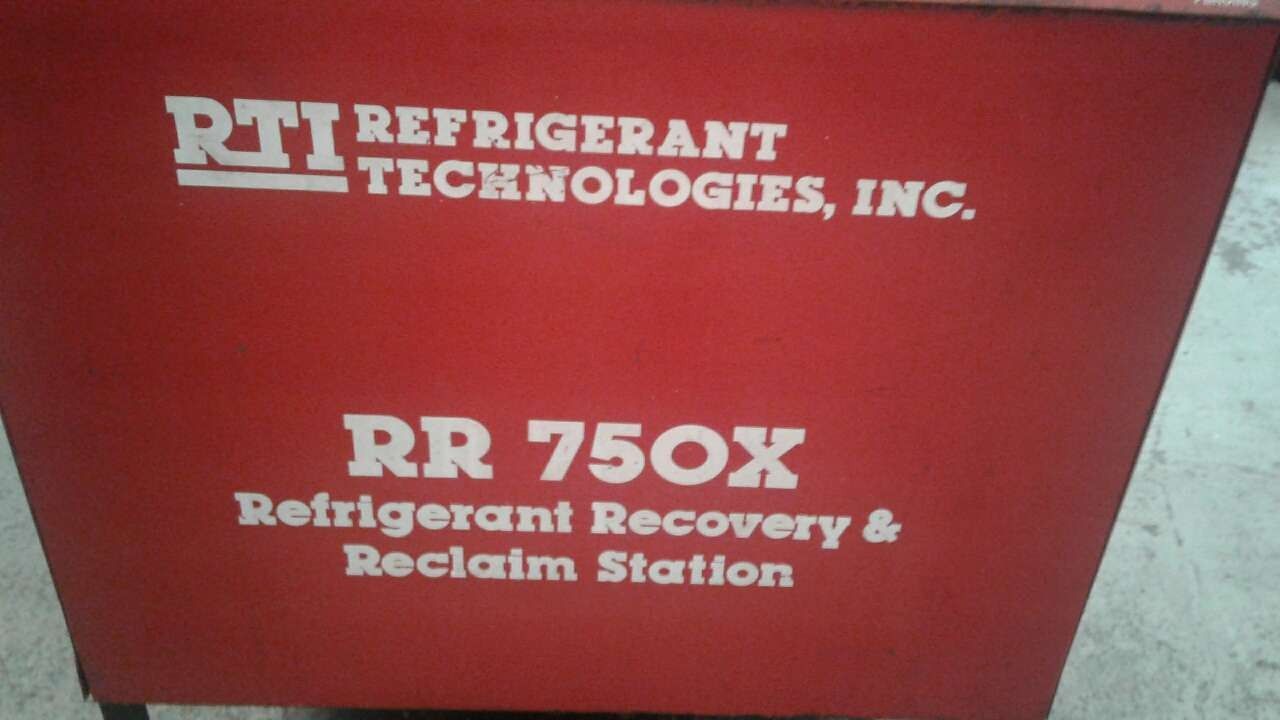 RTI REFRIGERANT
TECHNOLOGIES, INC.
RR 750X
Refrigerant Recovery &
Reclaim Station